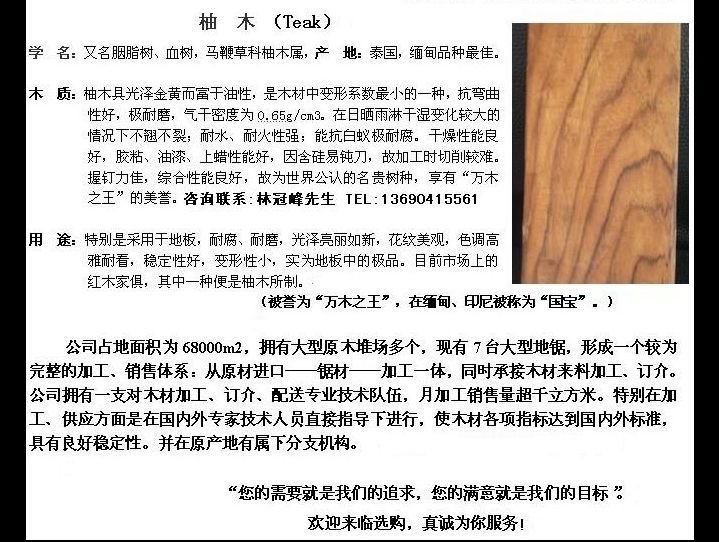 柚 木 （Teak）
学 名：又名胭脂树、血树，马鞭草科柚木属，产 地：泰国，缅甸品种最佳。
木 质：柚木具光泽金黄而富于油性，是木材中变形系数最小的一种，抗弯曲
性好，极耐磨，气干密度为0.65g/cm3。在日晒雨淋干湿变化较大的
情况下不翘不裂；耐水、耐火性强；能抗白蚁极耐腐。干燥性能良
好，胶粘、油漆、上蜡性能好，因含硅易钝刀，故加工时切削较难。
握钉力佳，综合性能良好，故为世界公认的名贵树种，享有“万木
之王”的美誉。咨询联系:林冠峰先生 TEL:13690415561
用 途：特别是采用于地板，耐腐、耐磨，光泽亮丽如新，花纹美观，色调高
雅耐看，稳定性好，变形性小，实为地板中的极品。目前市场上的
红木家俱，其中一种便是柚木所制。
（被誉为“万木之王”，在缅甸、印尼被称为“国宝”。）
公司占地面积为 68000m2，拥有大型原木堆场多个，现有 7 台大型地锯，形成一个较为
完整的加工、销售体系：从原材进口——锯材——加工一体，同时承接木材来料加工、订介。
公司拥有一支对木材加工、订介、配送专业技术队伍，月加工销售量超千立方米。特别在加
工、供应方面是在国内外专家技术人员直接指导下进行，使木材各项指标达到国内外标准，
具有良好稳定性。并在原产地有属下分支机构。
“您的需要就是我们的追求，您的满意就是我们的目标”。
欢迎来临选购，真诚为你服务！